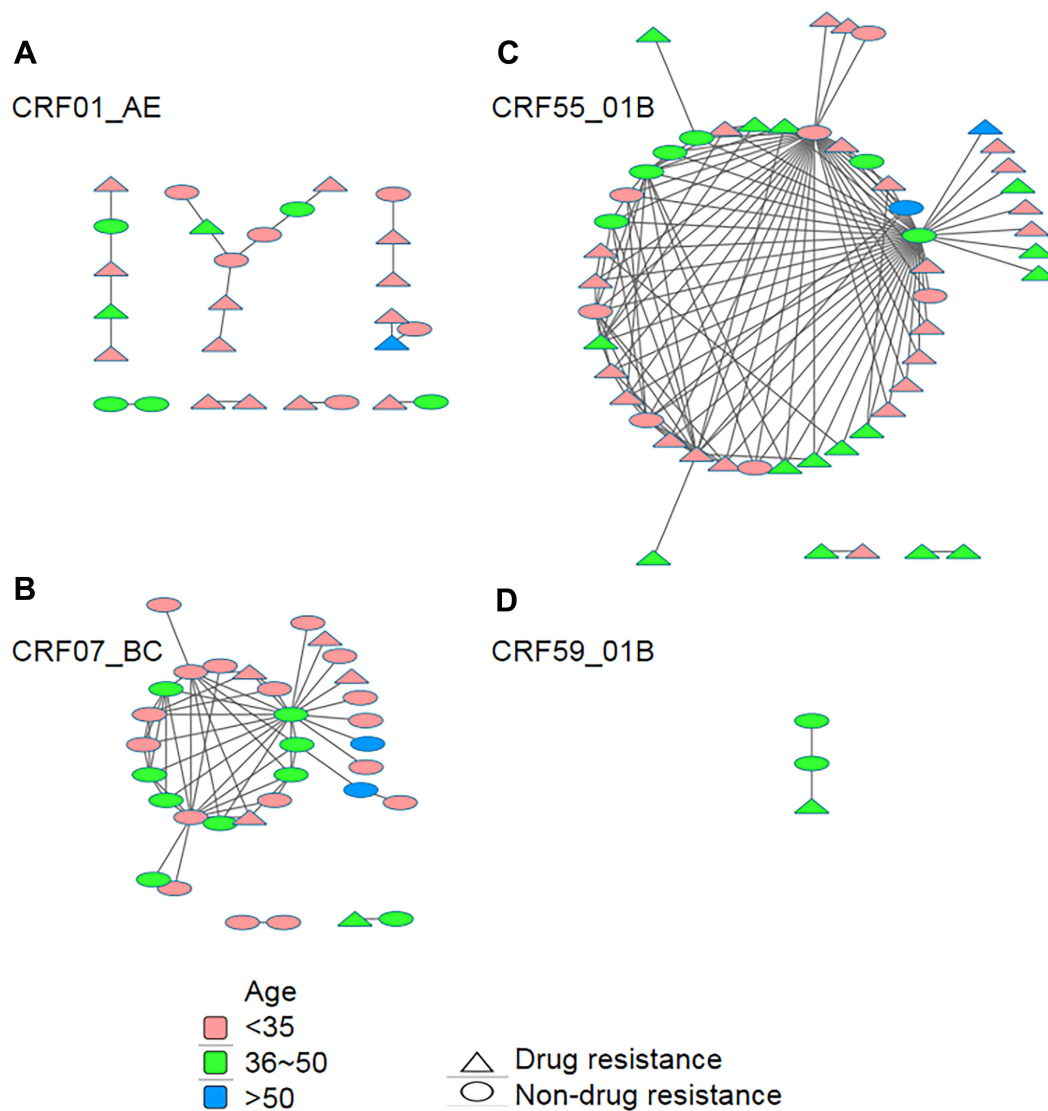 A
CRF01_AE
C
CRF55_01B
B
CRF07_BC
D
CRF59_01B
Age
<35
36~50
>50
Drug resistance
Non-drug resistance